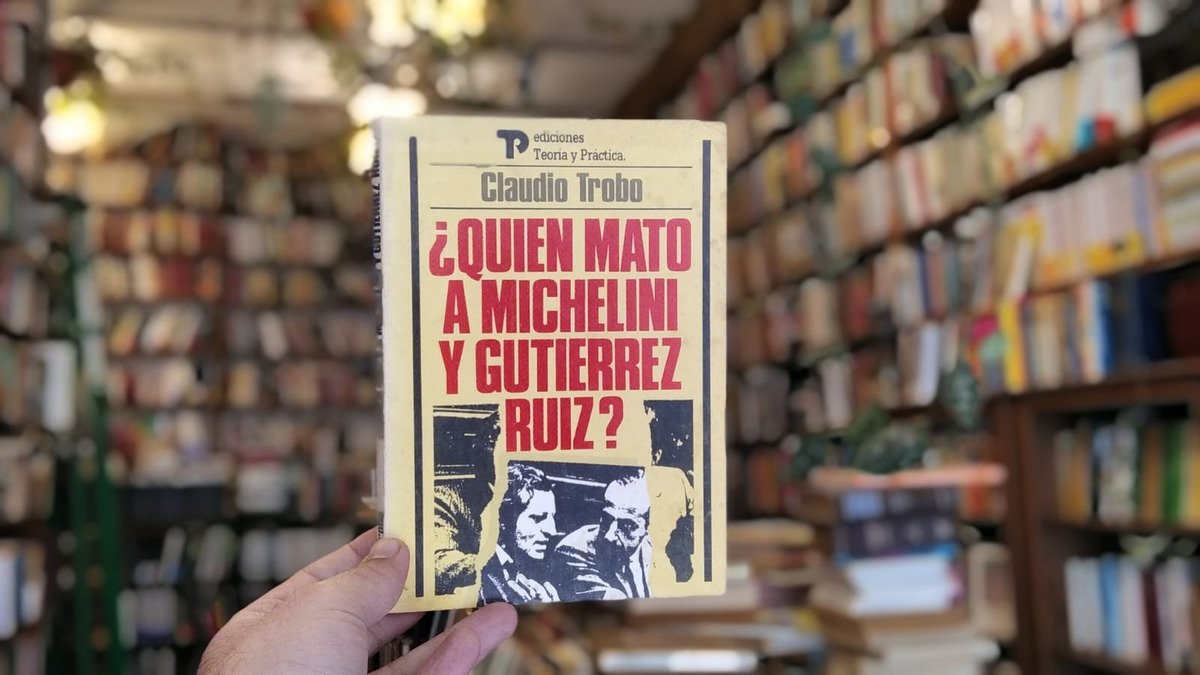 TP
ediciones
Teoría y Práctica.
Claudio Trobo
¿QUIEN MATO
A MICHELINI
Y GUTIERREZ
RUIZ?